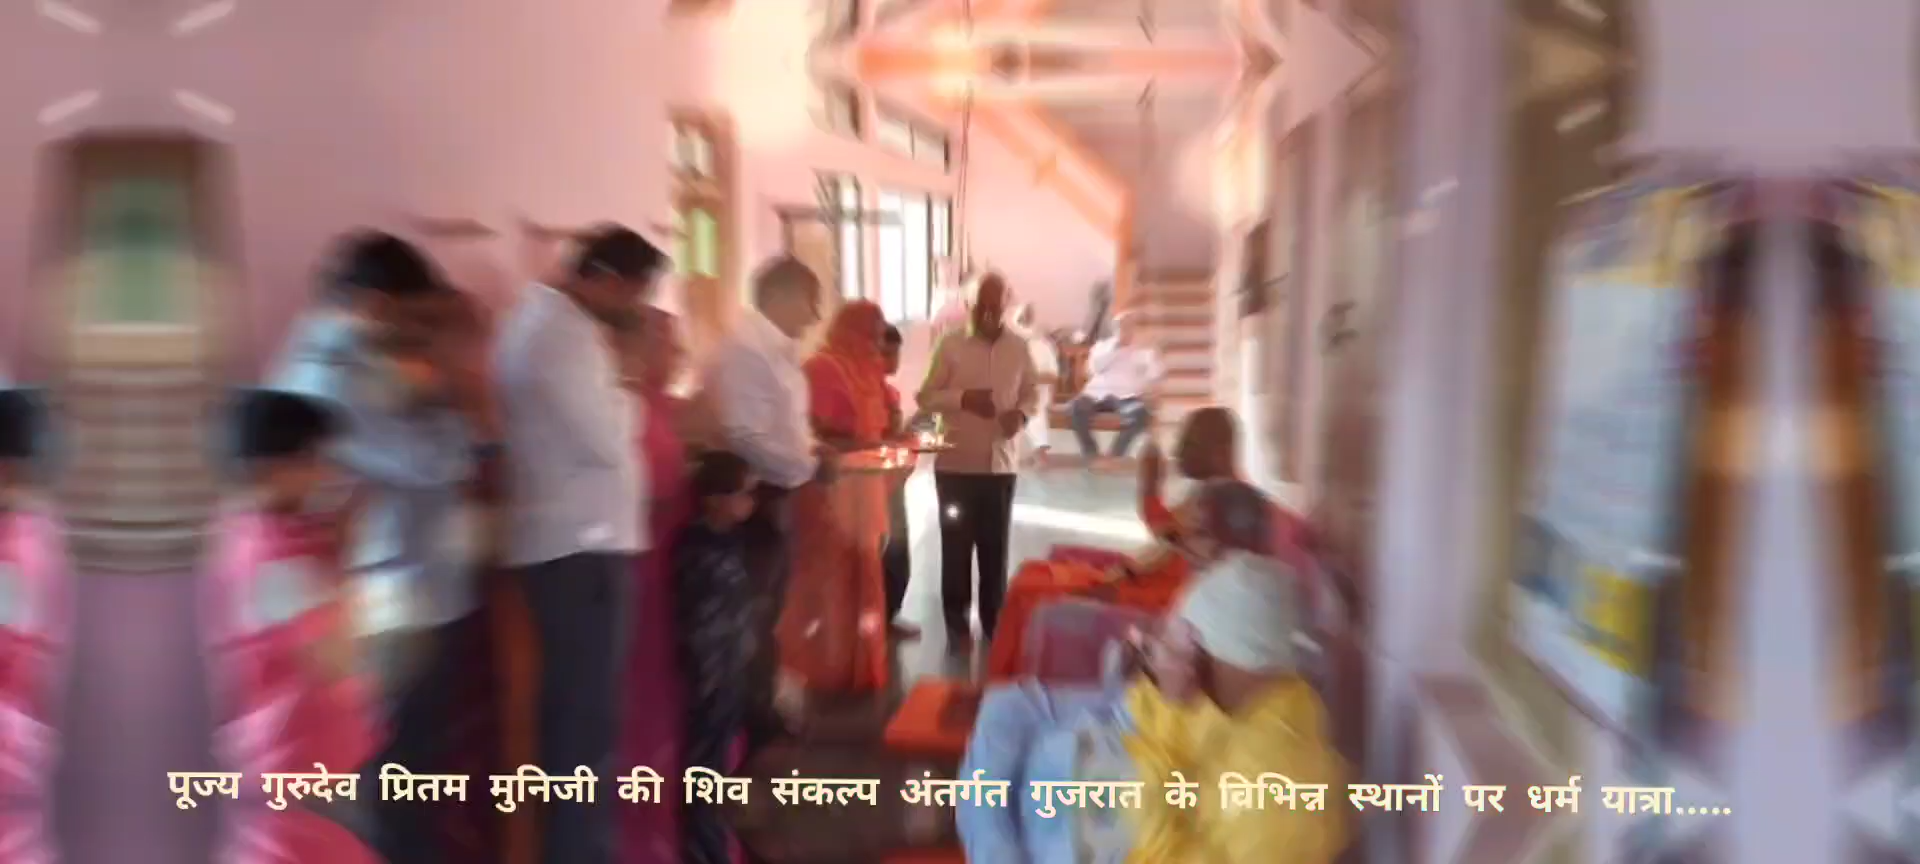 पूज्य गुरुदेव प्रितम मुनिजी की शिव संकल्प अंतर्गत गुजरात के विभिन्न स्थानों पर धर्म यात्रा.....